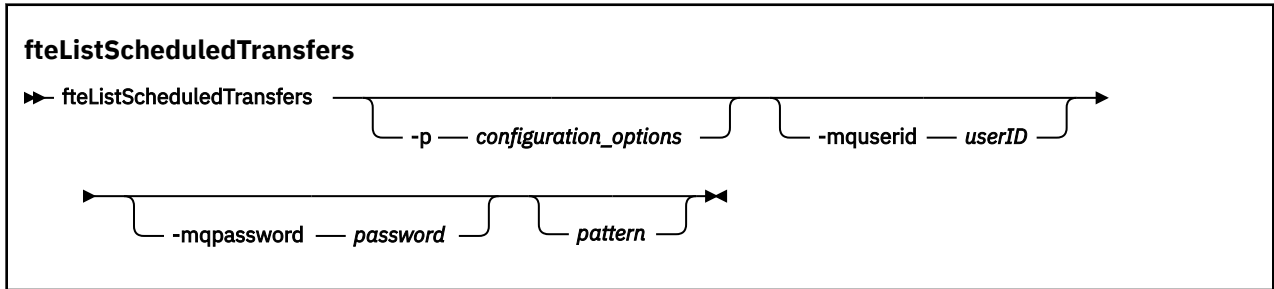 fteListScheduledTransfers
fteListScheduledTransfers
-p configuration_options -mquserid userID
-mqpassword password pattern